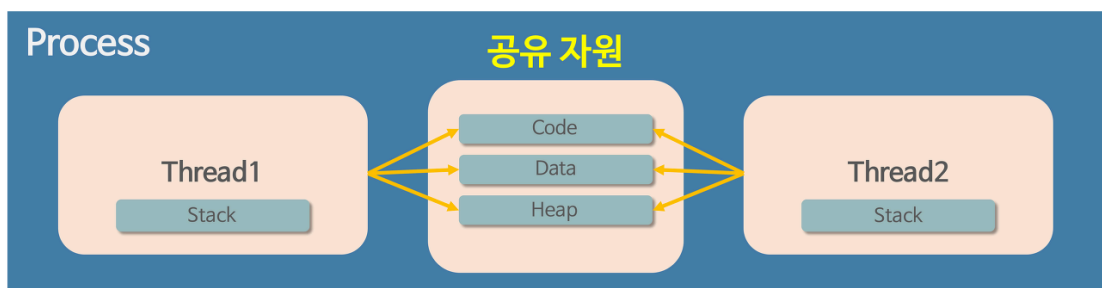 Process
공유 자원
Thread1
Stack
Code
Data
Heap
Thread2
Stack